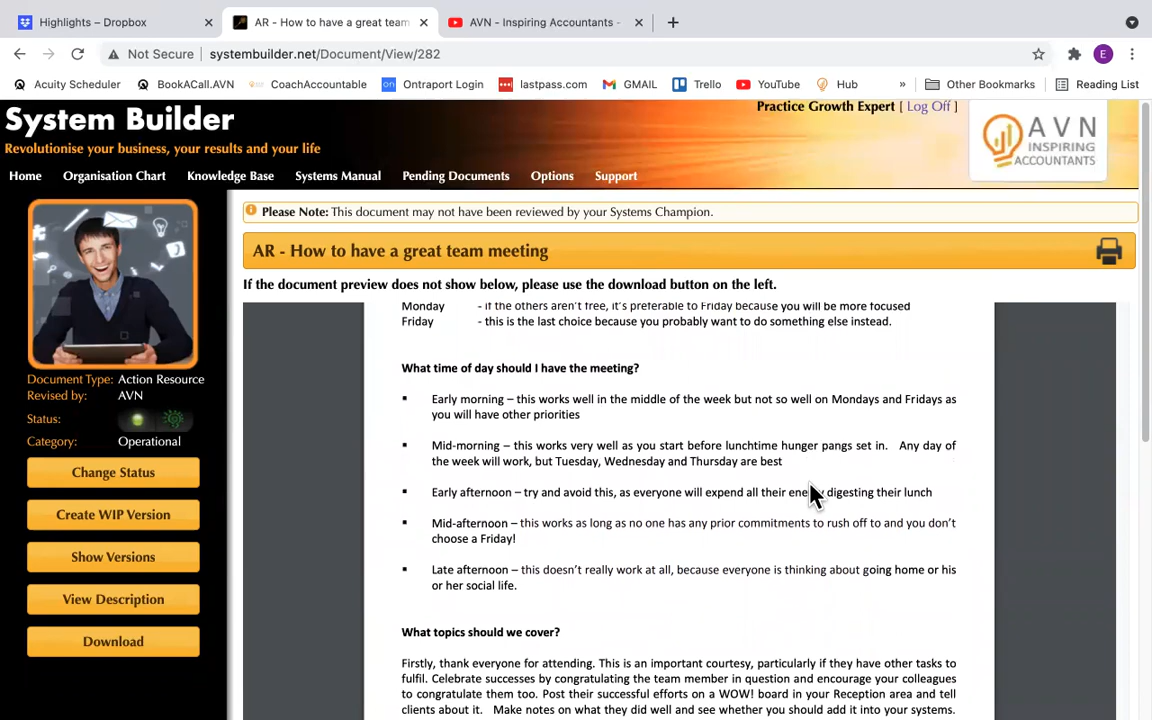 Highlights – Dropbox
AR - How to have a great team
AVN - Inspiring Accountants -
Not Secure
systembuilder.net/Document/View/282
E
Acuity Scheduler
BookACall.AVN
CoachAccountable
Ontraport Login
lastpass.com
GMAIL
Trello
YouTube
Hub
»
Other Bookmarks
Reading List
System Builder
Revolutionise your business, your results and your life
Practice Growth Expert [ Log Off ]
AVN
INSPIRING
ACCOUNTANTS
Home
Organisation Chart
Knowledge Base
Systems Manual
Pending Documents
Options
Support
Please Note: This document may not have been reviewed by your Systems Champion.
AR - How to have a great team meeting
If the document preview does not show below, please use the download button on the left.
Document Type: Action Resource
Revised by: AVN
Status:
Category: Operational
Change Status
Create WIP Version
Show Versions
View Description
Download
Monday - if the others aren't free, it's preferable to Friday because you will be more focused
Friday - this is the last choice because you probably want to do something else instead.
What time of day should I have the meeting?
▪ Early morning – this works well in the middle of the week but not so well on Mondays and Fridays as
you will have other priorities
▪ Mid-morning – this works very well as you start before lunchtime hunger pangs set in. Any day of
the week will work, but Tuesday, Wednesday and Thursday are best
▪ Early afternoon – try and avoid this, as everyone will expend all their energy digesting their lunch
▪ Mid-afternoon – this works as long as no one has any prior commitments to rush off to and you don't
choose a Friday!
▪ Late afternoon – this doesn't really work at all, because everyone is thinking about going home or his
or her social life.
What topics should we cover?
Firstly, thank everyone for attending. This is an important courtesy, particularly if they have other tasks to
fulfil. Celebrate successes by congratulating the team member in question and encourage your colleagues
to congratulate them too. Post their successful efforts on a WOW! board in your Reception area and tell
clients about it. Make notes on what they did well and see whether you should add it into your systems.